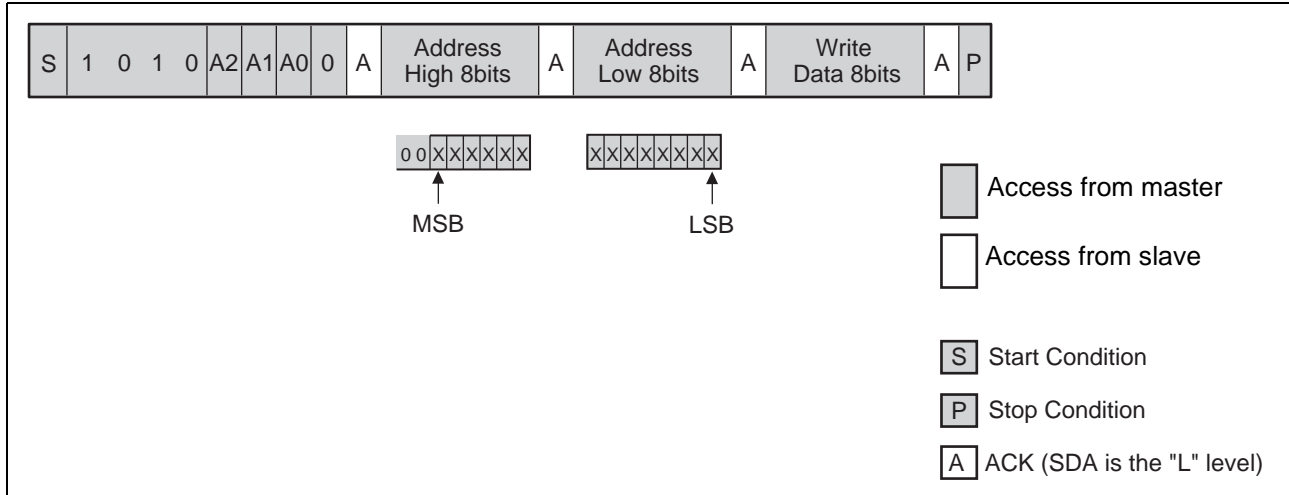 S 1 0 1 0 A2 A1 A0 0 A Address High 8bits A Address Low 8bits A Write Data 8bits A P
0 0 X X X X X X X X X X X X X X
MSB LSB
Access from master
Access from slave
S Start Condition
P Stop Condition
A ACK (SDA is the "L" level)